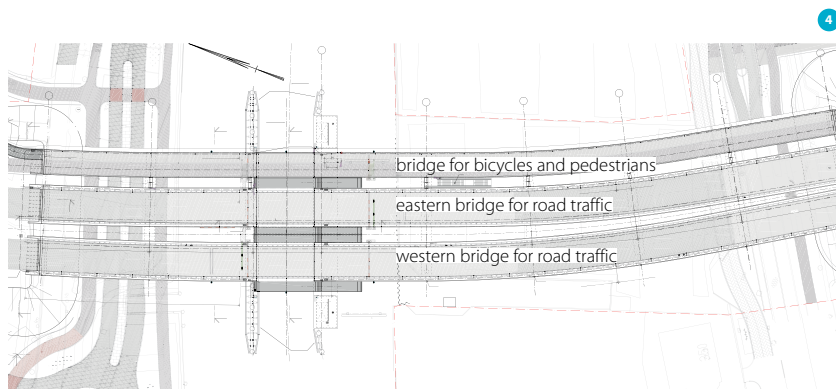 4
bridge for bicycles and pedestrians
eastern bridge for road traffic
western bridge for road traffic